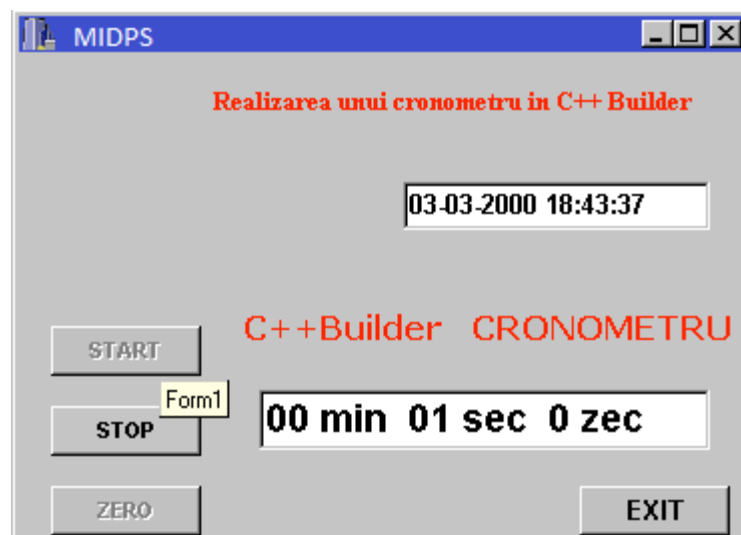 MIDPS
Realizarea unui cronometru in C++ Builder
03-03-2000 18:43:37
C++Builder CRONOMETRU
START
Form1
STOP
00 min 01 sec 0 zec
ZERO
EXIT